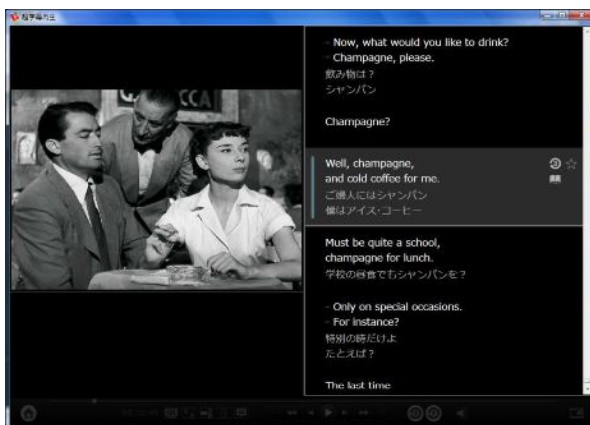 - Now, what would you like to drink?
- Champagne, please.
飲み物は？
シャンパン
Champagne?
Well, champagne,
and cold coffee for me.
ご婦人にはシャンパン
僕はアイス・コーヒー
Must be quite a school,
champagne for lunch.
学校の昼食でもシャンパンを？
- Only on special occasions.
- For instance?
特別の時だけよ
たとえば？
The last time